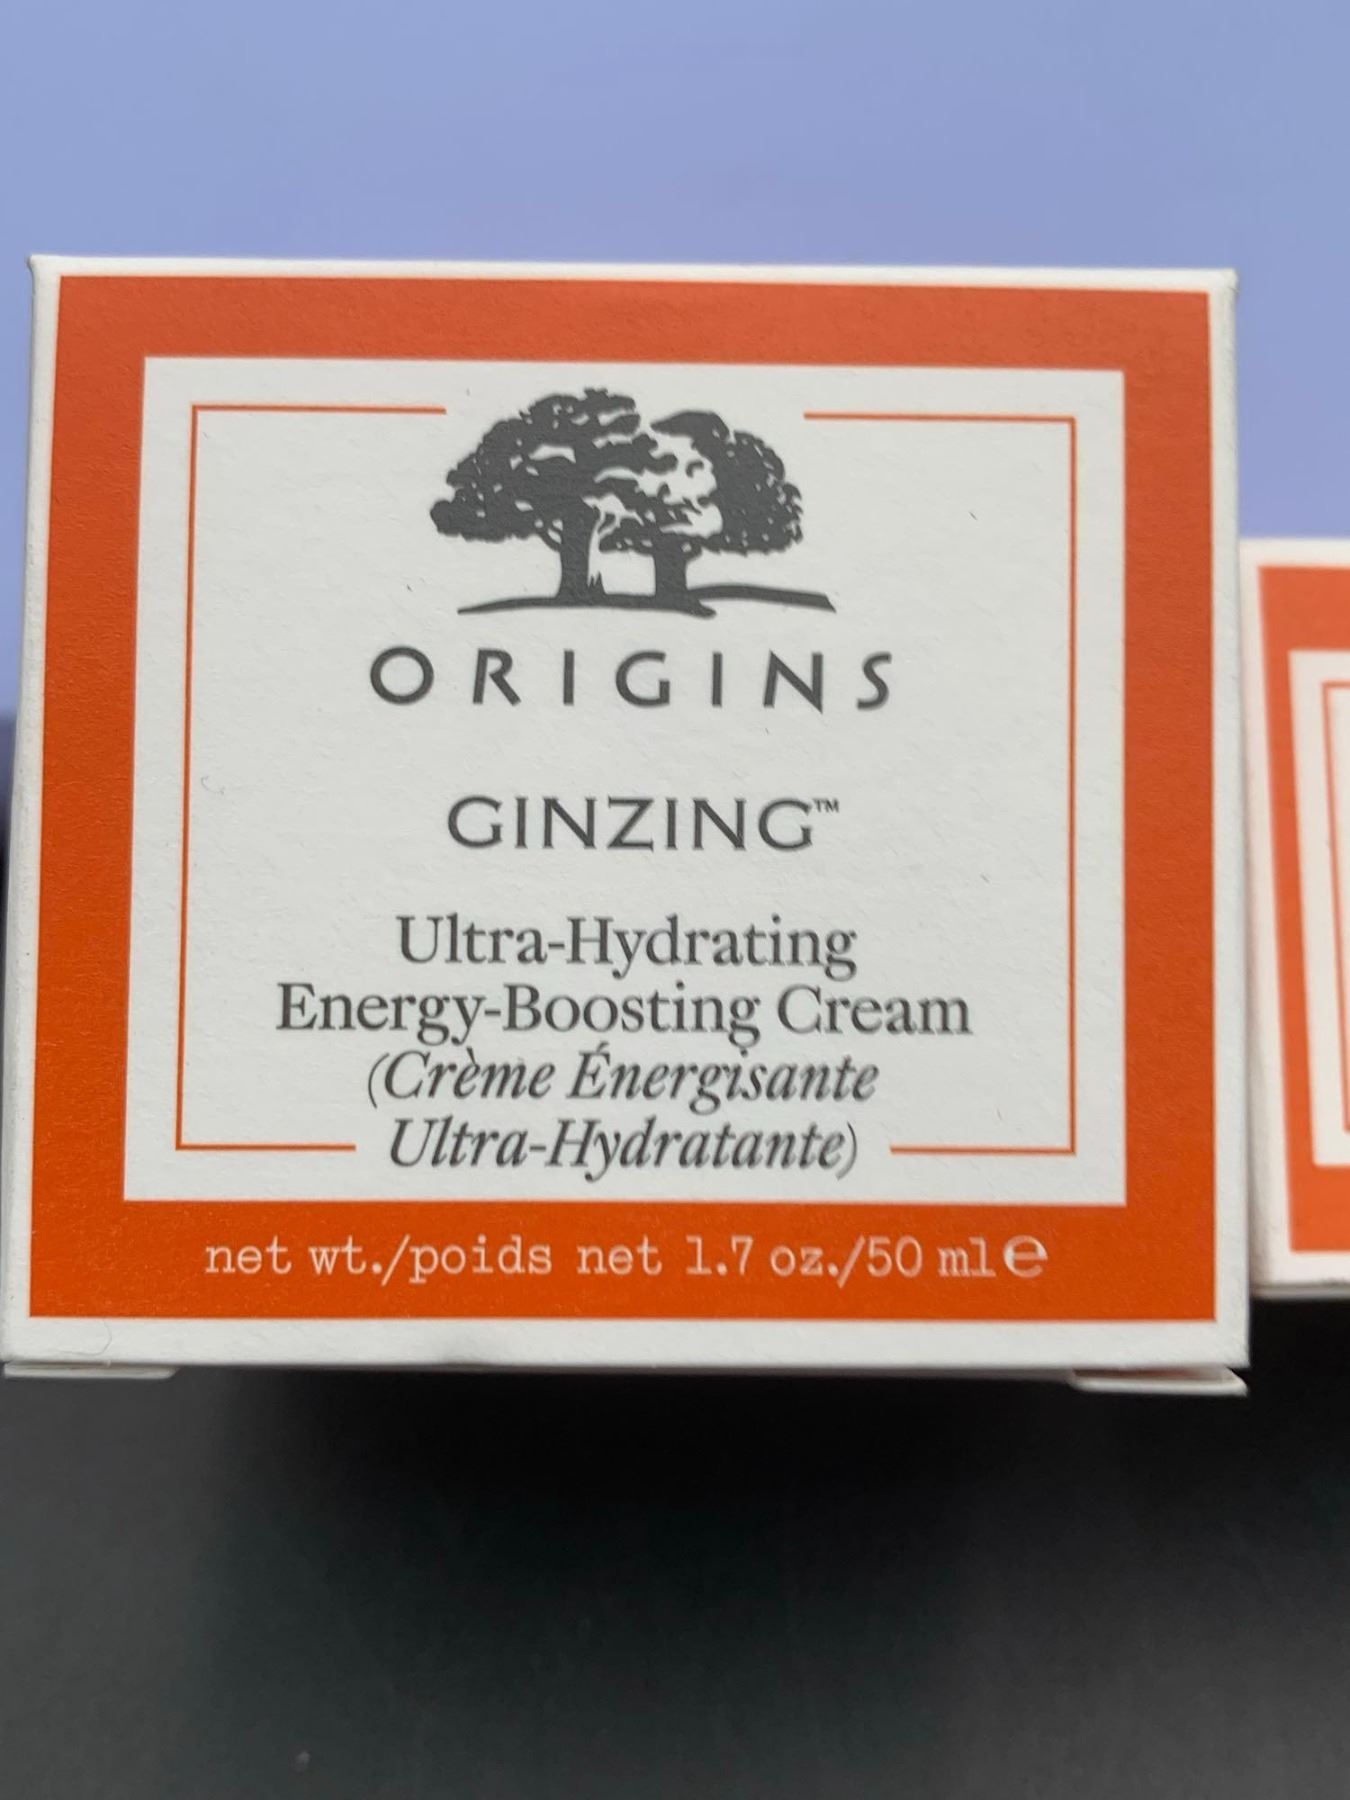 ORIGINS
GINZING™
Ultra-Hydrating
Energy-Boosting Cream
(Crème Énergisante
Ultra-Hydratante)
net wt./poids net 1.7 oz./50 ml℮